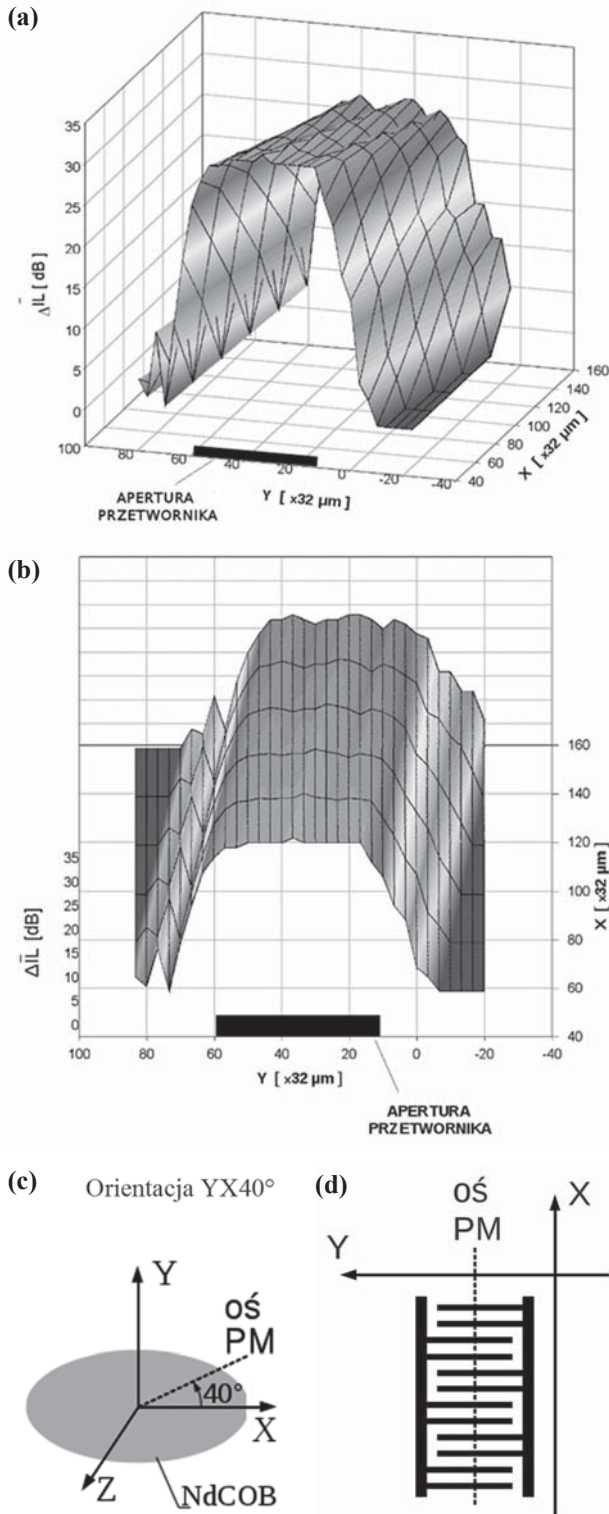 (a)
35
30
25
20
15
10
5
0
Δ I̅L [ dB ]
100
80
60
40
20
0
-20
-40
Y [ x32 µm ]
40
60
80
100
120
140
160
X [ x32 µm ]
APERTURA
PRZETWORNIKA
(b)
35
30
25
20
15
10
5
0
Δ I̅L [dB]
160
140
120
100
80
60
40
X [x32 µm]
100 80 60 40 20 0 -20 -40
Y [ x32 µm ]
APERTURA
PRZETWORNIKA
(c)
Orientacja YX40°
Y
oś
PM
40°
X
Z
NdCOB
(d)
oś
PM
X
Y